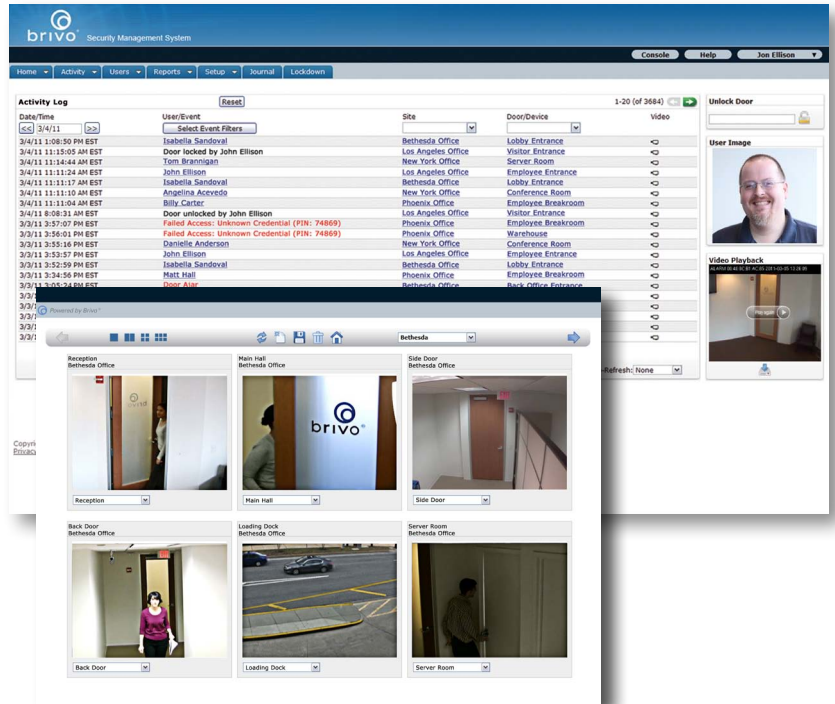 brivo Security Management System
Console Help Jon Ellison
Home Activity Users Reports Setup Journal Lockdown
Activity Log Reset 1-20 (of 3684) Unlock Door
Date/Time User/Event Site Door/Device Video
<< 3/4/11 >> Select Event Filters
3/4/11 1:08:50 PM EST Isabella Sandoval Bethesda Office Lobby Entrance
3/4/11 11:15:05 AM EST Door locked by John Ellison Los Angeles Office Visitor Entrance
3/4/11 11:14:44 AM EST Tom Brannigan New York Office Server Room
3/4/11 11:11:24 AM EST John Ellison Los Angeles Office Employee Entrance
3/4/11 11:11:17 AM EST Isabella Sandoval Bethesda Office Lobby Entrance
3/4/11 11:11:10 AM EST Angelina Acevedo New York Office Conference Room
3/4/11 11:11:04 AM EST Billy Carter Phoenix Office Employee Breakroom
3/4/11 8:08:31 AM EST Door unlocked by John Ellison Los Angeles Office Visitor Entrance
3/3/11 3:57:07 PM EST Failed Access: Unknown Credential (PIN: 74869) Phoenix Office Employee Breakroom
3/3/11 3:56:01 PM EST Failed Access: Unknown Credential (PIN: 74869) Phoenix Office Warehouse
3/3/11 3:55:16 PM EST Danielle Anderson New York Office Conference Room
3/3/11 3:53:57 PM EST John Ellison Los Angeles Office Employee Entrance
3/3/11 3:52:59 PM EST Isabella Sandoval Bethesda Office Lobby Entrance
3/3/11 3:34:56 PM EST Matt Hall Phoenix Office Employee Breakroom
3/3/11 3:05:24 PM EST Door Ajar Bethesda Office Back Office Entrance
User Image
Video Playback
Play again
-Refresh: None
Powered by Brivo
Bethesda
Reception
Bethesda Office
Main Hall
Bethesda Office
Side Door
Bethesda Office
brivo
Reception Main Hall Side Door
Back Door
Bethesda Office
Loading Dock
Bethesda Office
Server Room
Bethesda Office
Back Door Loading Dock Server Room